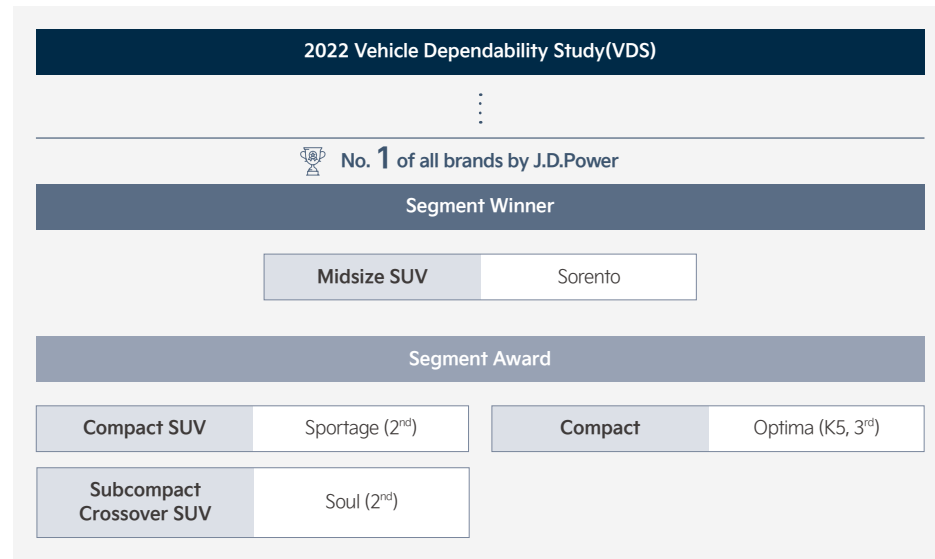 2022 Vehicle Dependability Study(VDS)
No. 1 of all brands by J.D.Power
Segment Winner
Midsize SUV
Sorento
Segment Award
Compact SUV
Sportage (2nd)
Compact
Optima (K5, 3rd)
Subcompact
Crossover SUV
Soul (2nd)